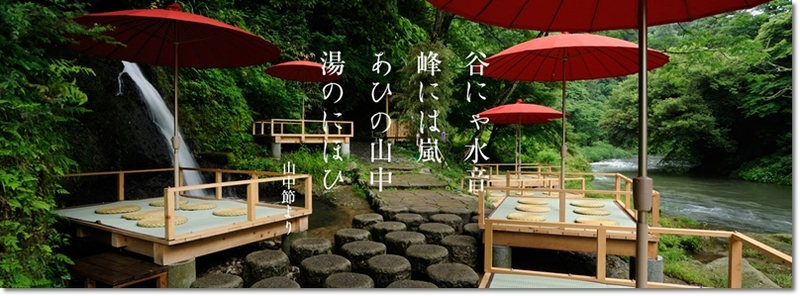 谷にゃ水音
峰には嵐
あひの山中
湯のにほひ
山中節より